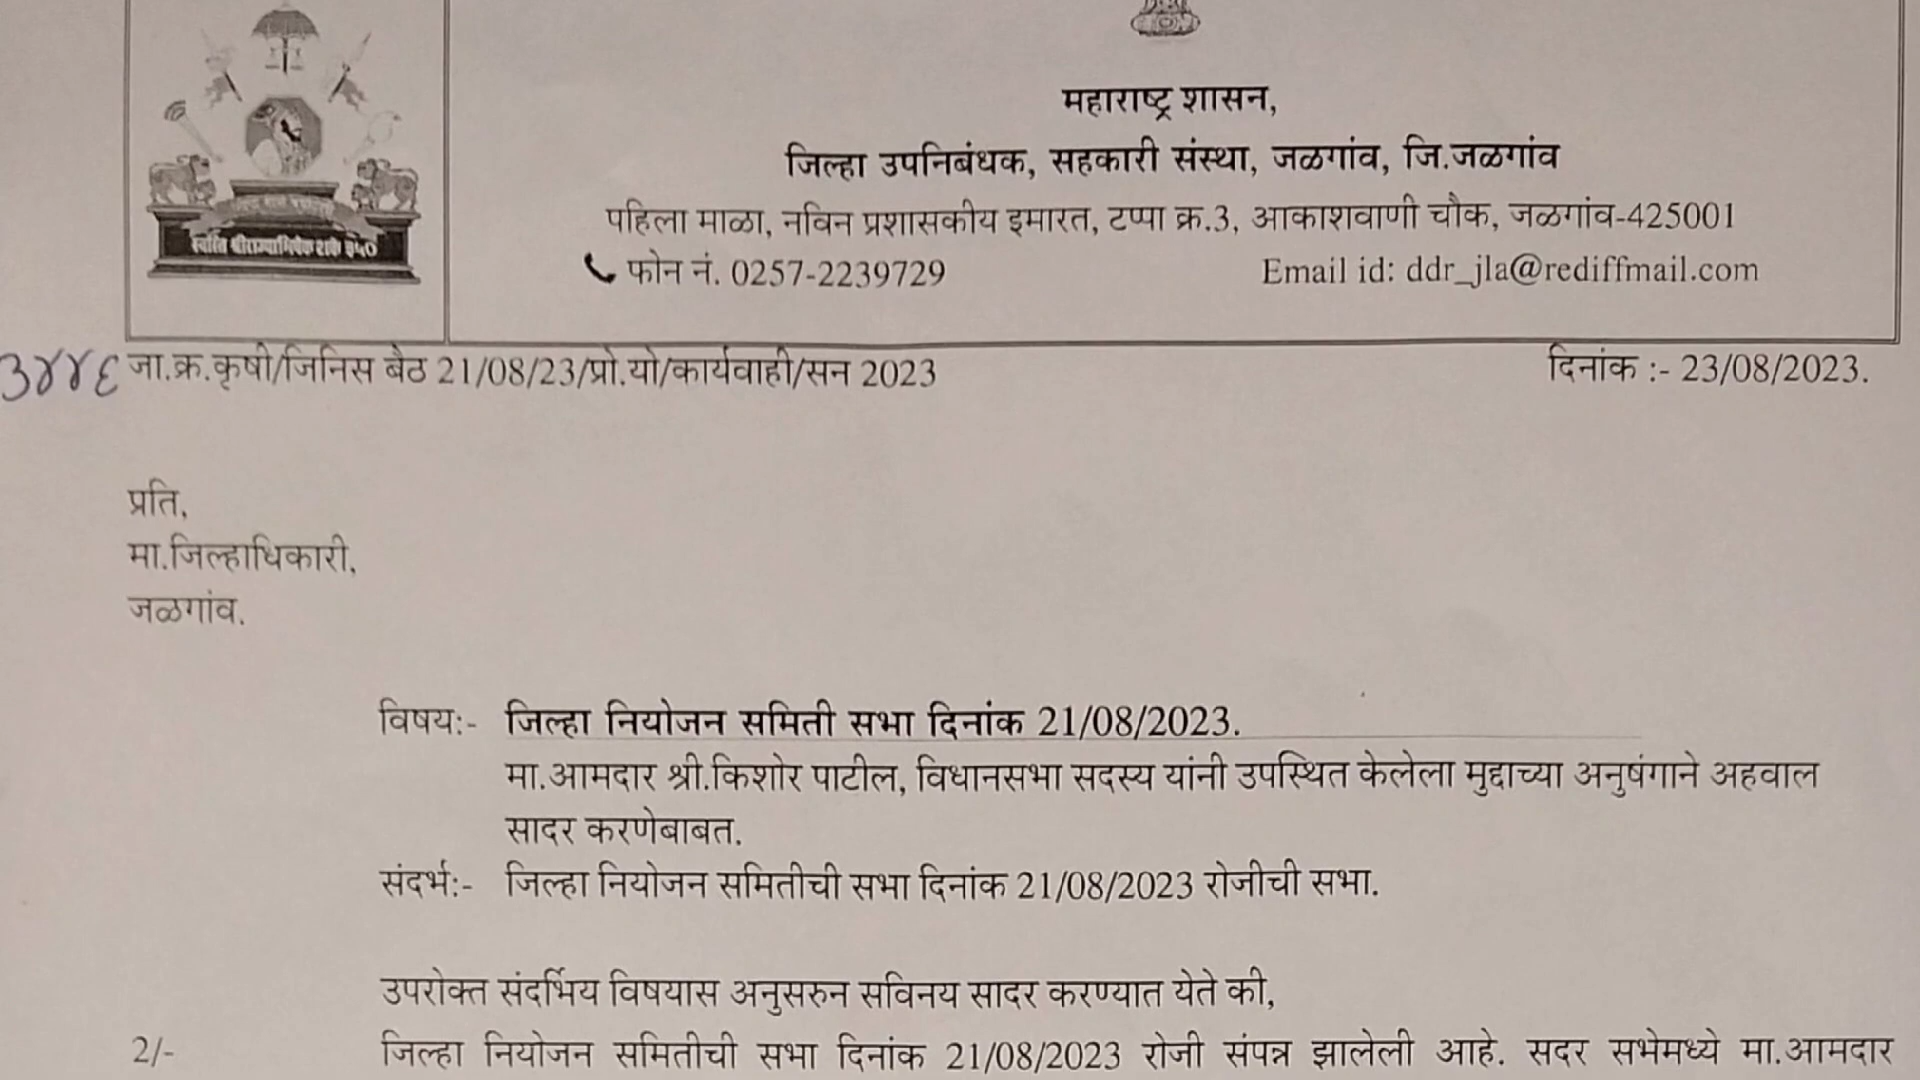 स्वस्ति श्रीराज्याभिषेक शके ३५०
महाराष्ट्र शासन,
जिल्हा उपनिबंधक, सहकारी संस्था, जळगांव, जि.जळगांव
पहिला माळा, नविन प्रशासकीय इमारत, टप्पा क्र.3, आकाशवाणी चौक, जळगांव-425001
फोन नं. 0257-2239729 Email id: ddr_jla@rediffmail.com
३४४६ जा.क्र.कृषी/जिनिस बैठ 21/08/23/प्रो.यो/कार्यवाही/सन 2023 दिनांक :- 23/08/2023.
प्रति,
मा.जिल्हाधिकारी,
जळगांव.
विषय:- जिल्हा नियोजन समिती सभा दिनांक 21/08/2023.
मा.आमदार श्री.किशोर पाटील, विधानसभा सदस्य यांनी उपस्थित केलेला मुद्दाच्या अनुषंगाने अहवाल
सादर करणेबाबत.
संदर्भ:- जिल्हा नियोजन समितीची सभा दिनांक 21/08/2023 रोजीची सभा.
उपरोक्त संदर्भिय विषयास अनुसरुन सविनय सादर करण्यात येते की,
2/- जिल्हा नियोजन समितीची सभा दिनांक 21/08/2023 रोजी संपन्न झालेली आहे. सदर सभेमध्ये मा.आमदार